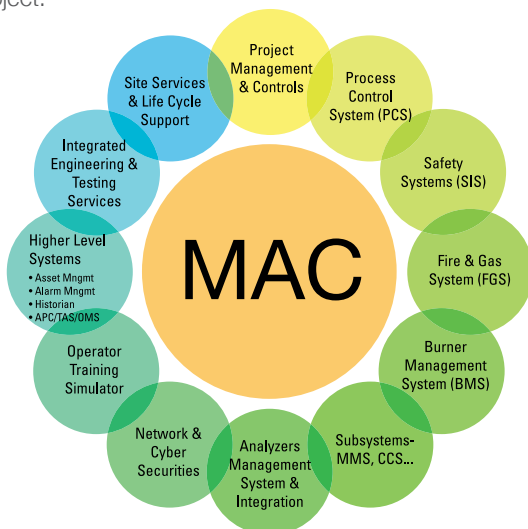 oject.
Project
Management
& Controls
Process
Control
System (PCS)
Safety
Systems (SIS)
Fire & Gas
System (FGS)
Burner
Management
System (BMS)
Subsystems-
MMS, CCS...
Analyzers
Management
System &
Integration
Network &
Cyber
Securities
Operator
Training
Simulator
Higher Level
Systems
• Asset Mngmt
• Alarm Mngmt
• Historian
• APC/TAS/OMS
Integrated
Engineering &
Testing
Services
Site Services
& Life Cycle
Support
MAC